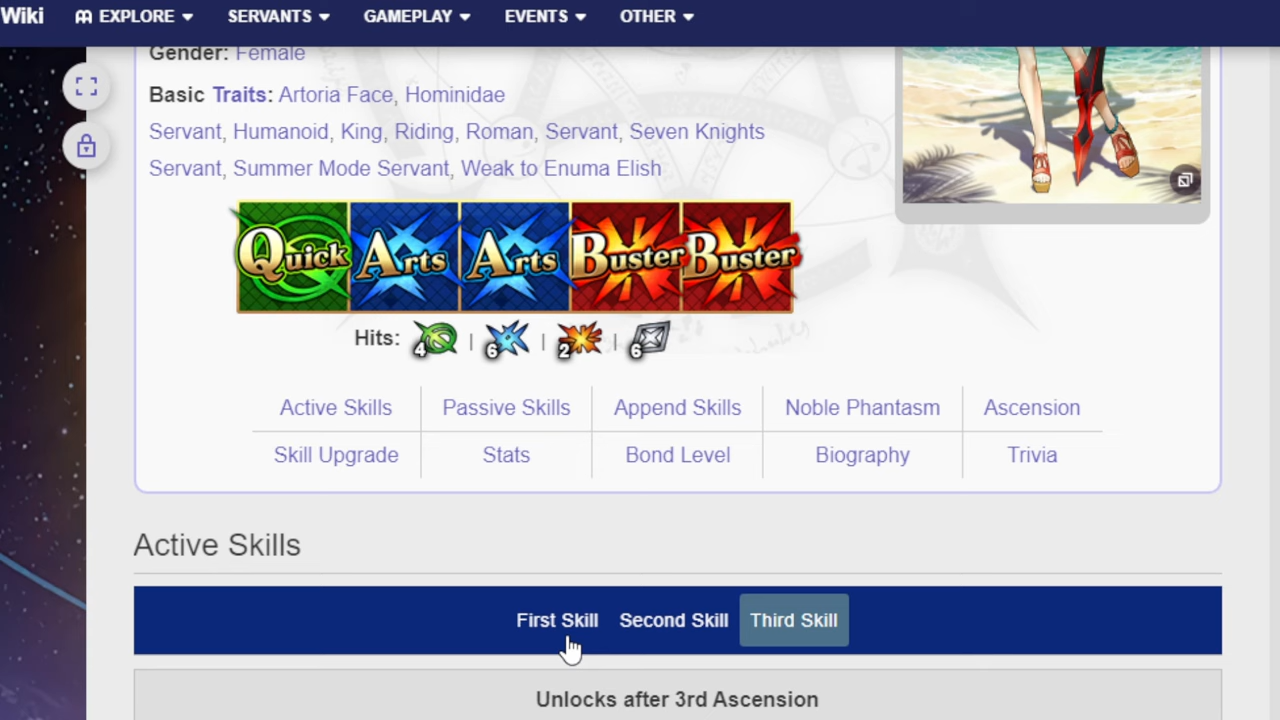 Wiki EXPLORE SERVANTS GAMEPLAY EVENTS OTHER
Gender: Female
Basic Traits: Artoria Face, Hominidae
Servant, Humanoid, King, Riding, Roman, Servant, Seven Knights
Servant, Summer Mode Servant, Weak to Enuma Elish
Quick Arts Arts Buster Buster
Hits: 4 | 6 | 2 | 6
Active Skills Passive Skills Append Skills Noble Phantasm Ascension
Skill Upgrade Stats Bond Level Biography Trivia
Active Skills
First Skill Second Skill Third Skill
Unlocks after 3rd Ascension